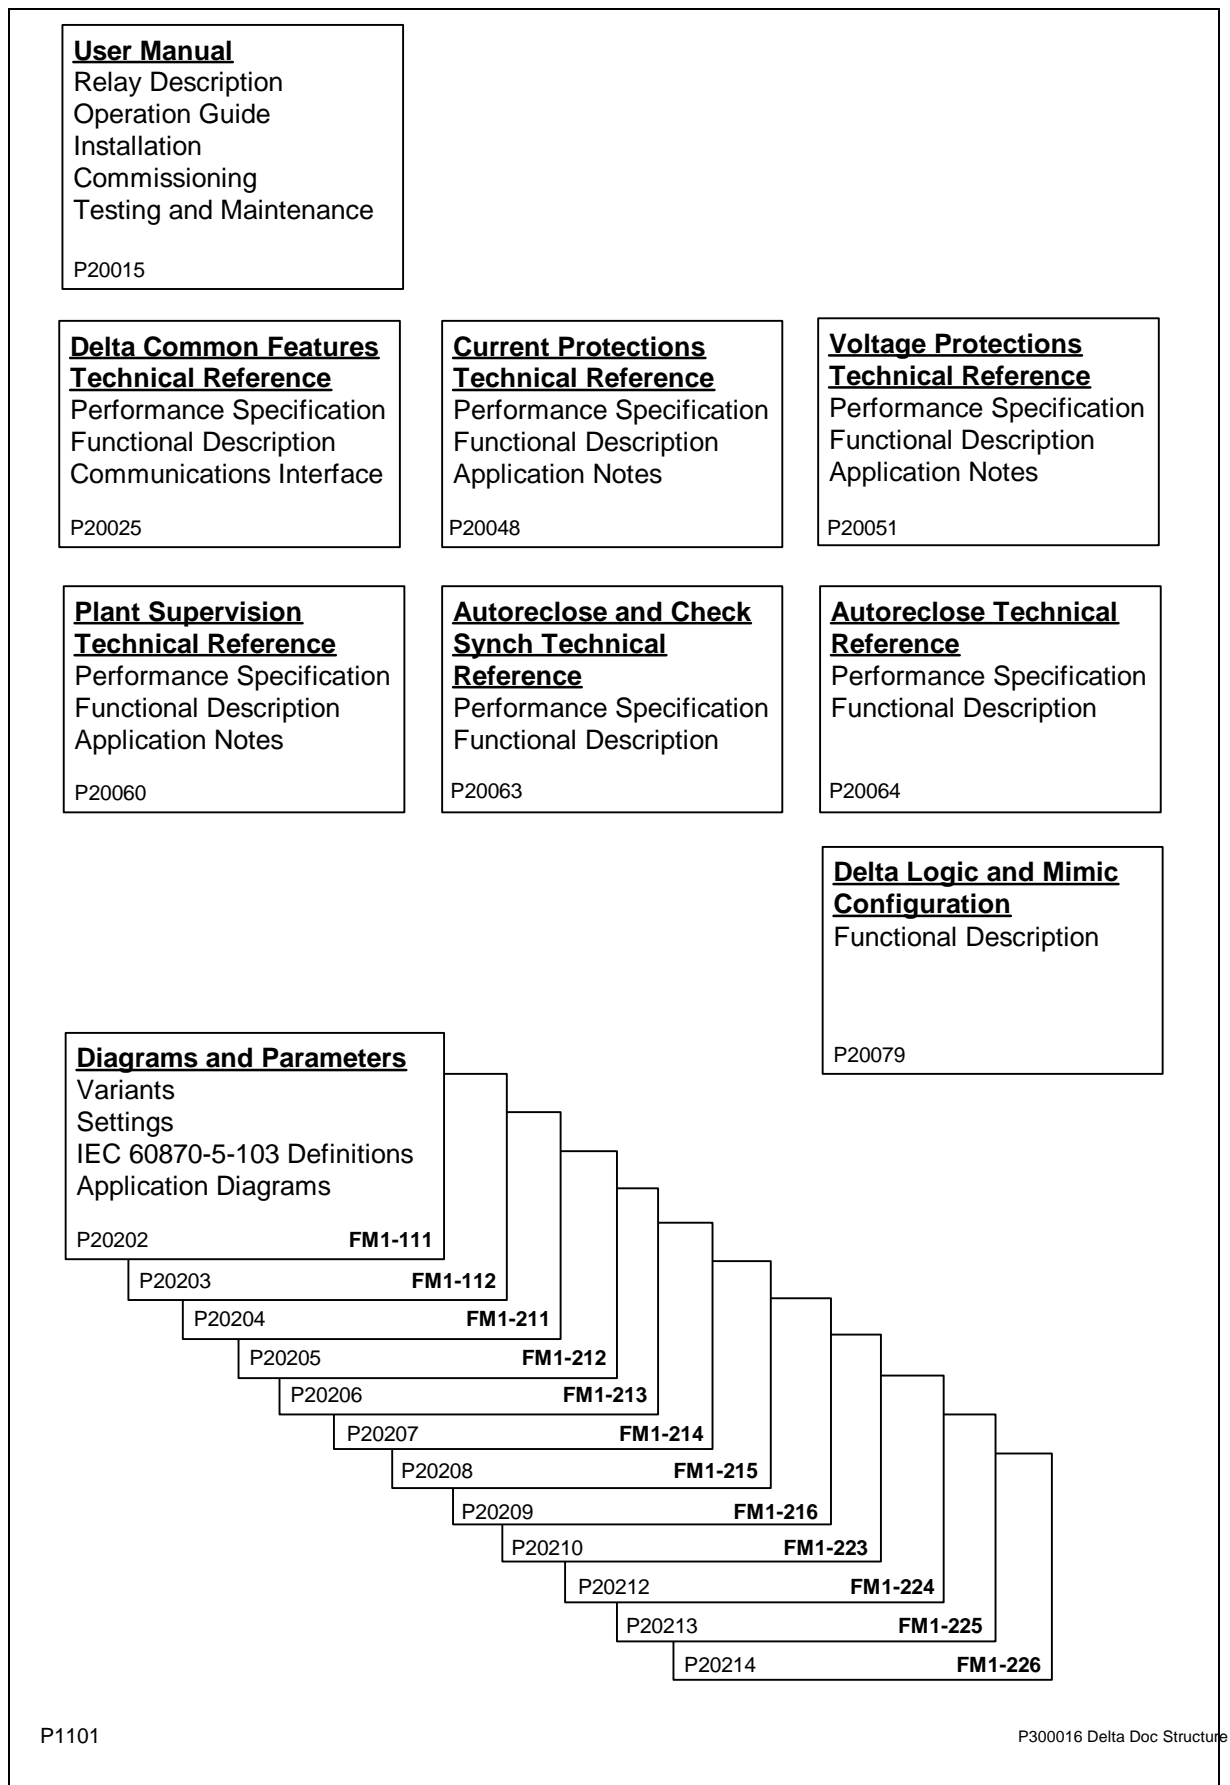 User Manual
Relay Description
Operation Guide
Installation
Commissioning
Testing and Maintenance
P20015
Delta Common Features
Technical Reference
Performance Specification
Functional Description
Communications Interface
P20025
Current Protections
Technical Reference
Performance Specification
Functional Description
Application Notes
P20048
Voltage Protections
Technical Reference
Performance Specification
Functional Description
Application Notes
P20051
Plant Supervision
Technical Reference
Performance Specification
Functional Description
Application Notes
P20060
Autoreclose and Check
Synch Technical
Reference
Performance Specification
Functional Description
P20063
Autoreclose Technical
Reference
Performance Specification
Functional Description
P20064
Delta Logic and Mimic
Configuration
Functional Description
P20079
Diagrams and Parameters
Variants
Settings
IEC 60870-5-103 Definitions
Application Diagrams
P20202 FM1-111
P20203 FM1-112
P20204 FM1-211
P20205 FM1-212
P20206 FM1-213
P20207 FM1-214
P20208 FM1-215
P20209 FM1-216
P20210 FM1-223
P20212 FM1-224
P20213 FM1-225
P20214 FM1-226
P1101
P300016 Delta Doc Structure